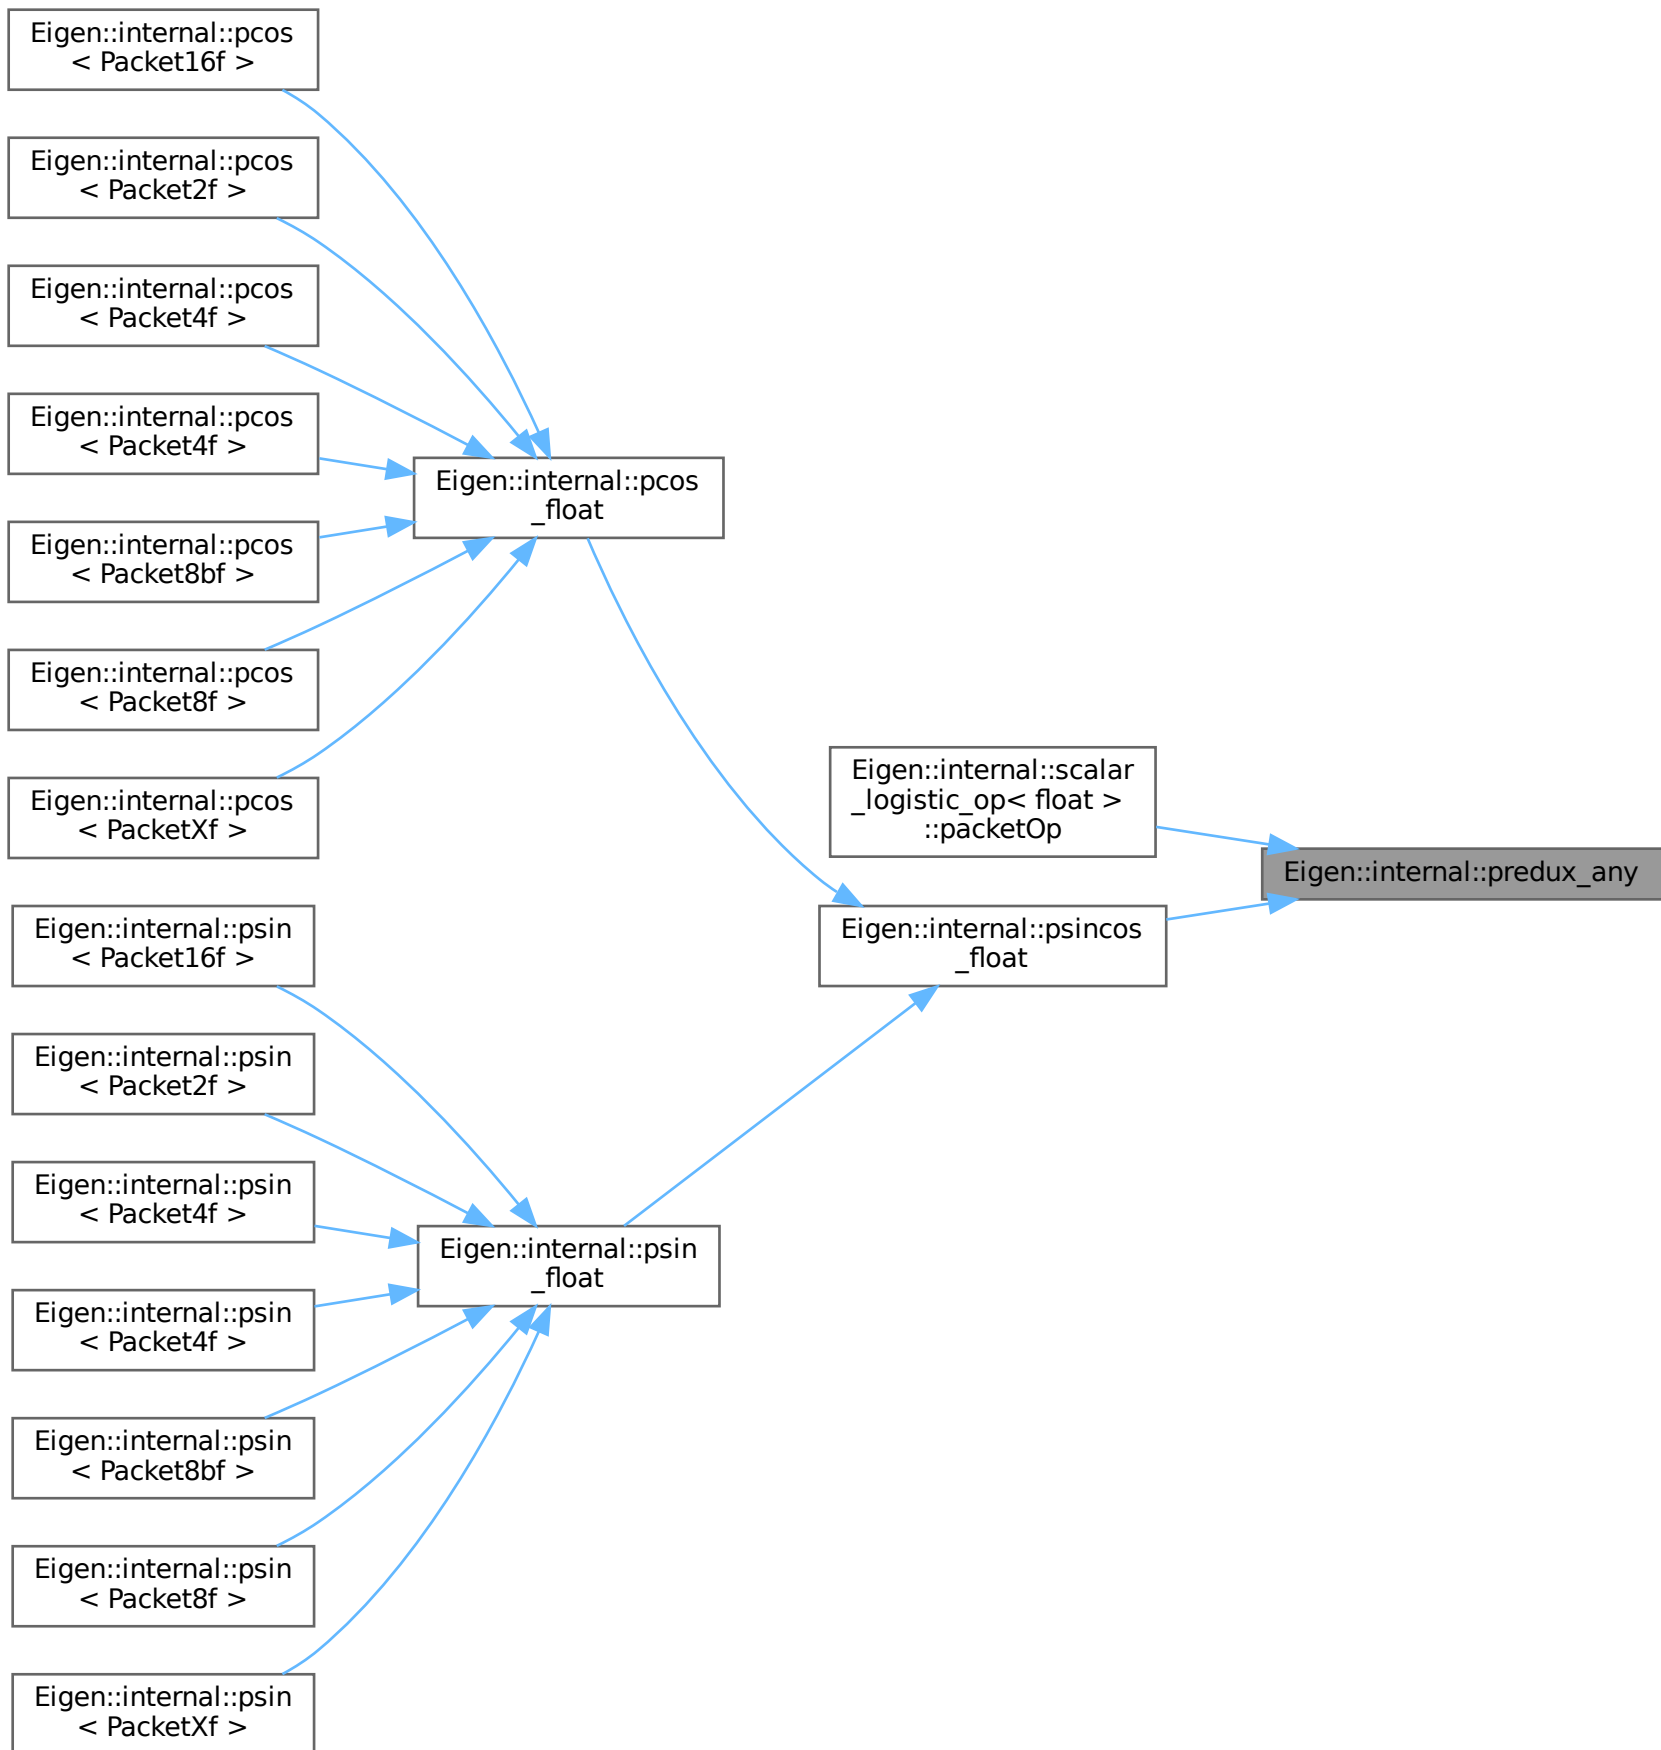 Eigen::internal::pcos
< Packet16f >
Eigen::internal::pcos
< Packet2f >
Eigen::internal::pcos
< Packet4f >
Eigen::internal::pcos
< Packet4f >
Eigen::internal::pcos
< Packet8bf >
Eigen::internal::pcos
< Packet8f >
Eigen::internal::pcos
< PacketXf >
Eigen::internal::psin
< Packet16f >
Eigen::internal::psin
< Packet2f >
Eigen::internal::psin
< Packet4f >
Eigen::internal::psin
< Packet4f >
Eigen::internal::psin
< Packet8bf >
Eigen::internal::psin
< Packet8f >
Eigen::internal::psin
< PacketXf >
Eigen::internal::pcos
_float
Eigen::internal::psin
_float
Eigen::internal::scalar
_logistic_op< float >
::packetOp
Eigen::internal::psincos
_float
Eigen::internal::predux_any